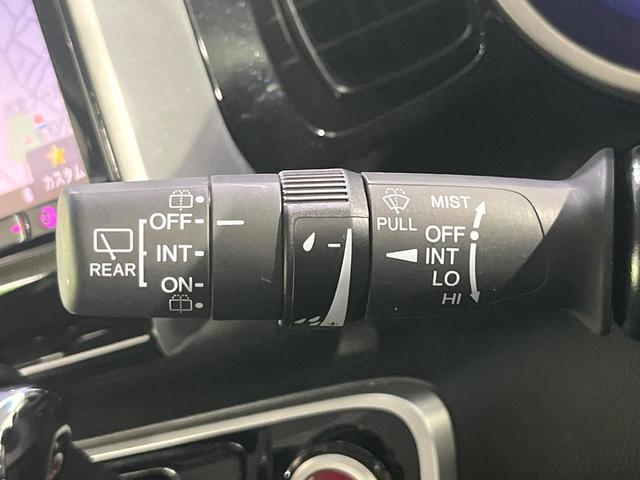 カスタム
REAR
OFF
INT
ON
PULL
MIST
OFF
INT
LO
HI